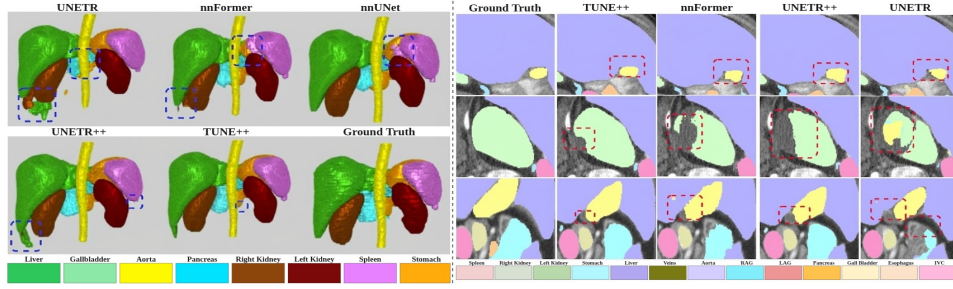 UNETR nnFormer nnUNet
UNETR++ TUNE++ Ground Truth
Liver Gallbladder Aorta Pancreas Right Kidney Left Kidney Spleen Stomach
Ground Truth TUNE++ nnFormer UNETR++ UNETR
Spleen Right Kidney Left Kidney Stomach Liver Veins Aorta RAG LAG Pancreas Gall Bladder Esophagus IVC